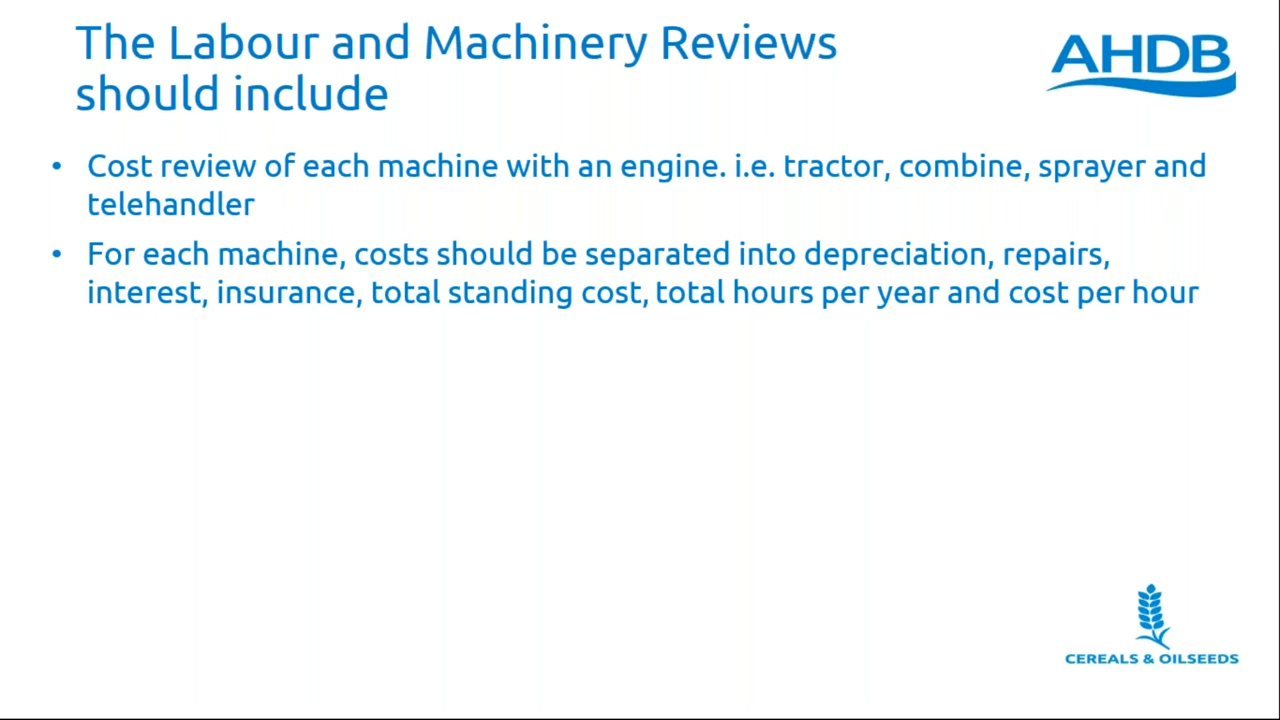 The Labour and Machinery Reviews
should include
AHDB
• Cost review of each machine with an engine. i.e. tractor, combine, sprayer and
telehandler
• For each machine, costs should be separated into depreciation, repairs,
interest, insurance, total standing cost, total hours per year and cost per hour
CEREALS & OILSEEDS